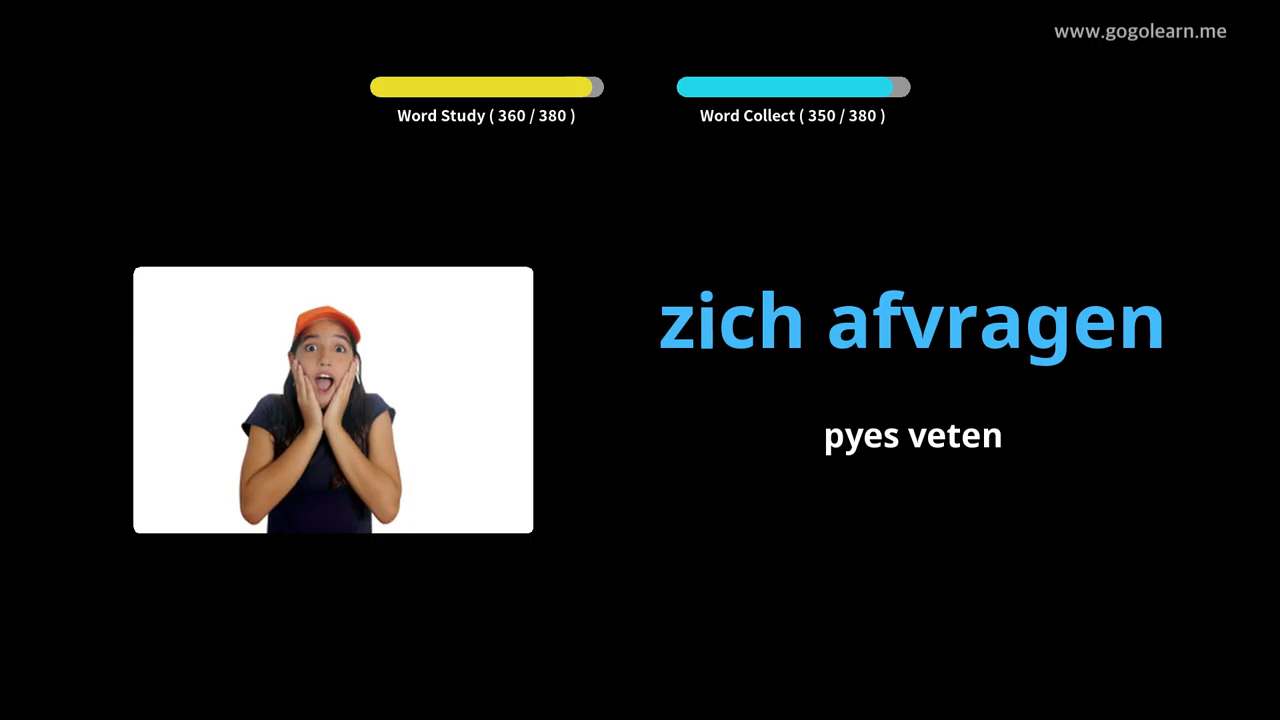 www.gogolearn.me
Word Study ( 360 / 380 )
Word Collect ( 350 / 380 )
zich afvragen
pyes veten